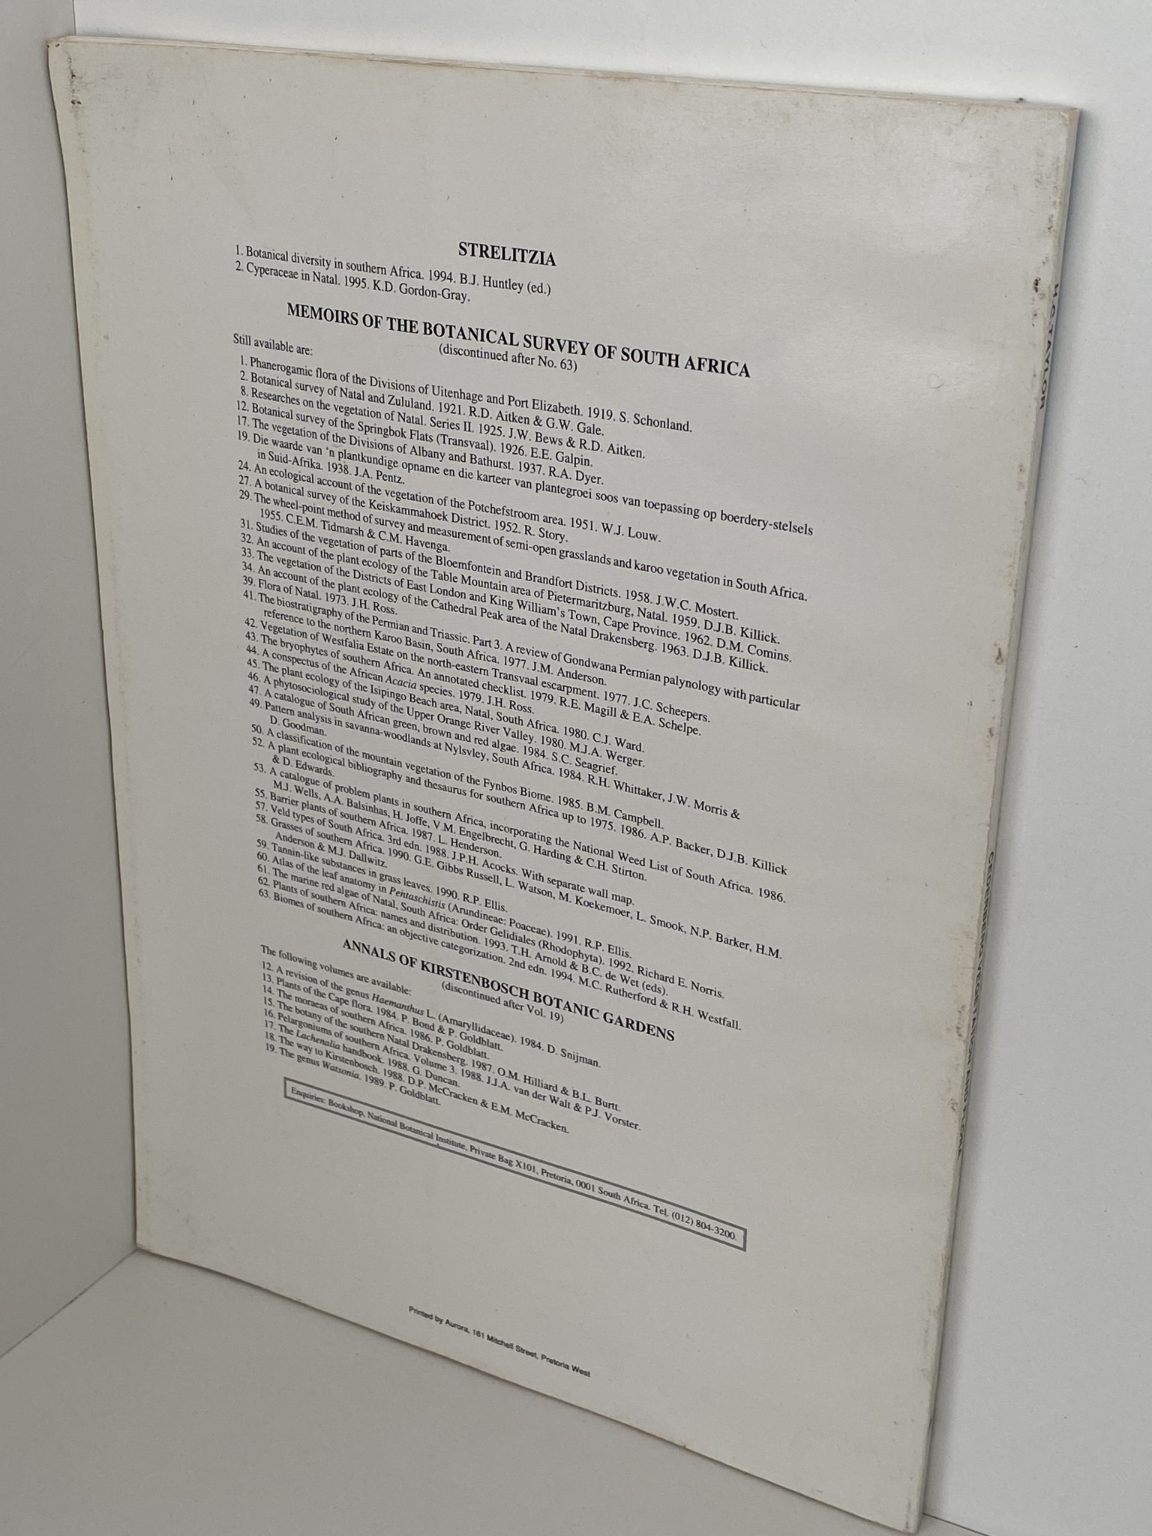 STRELITZIA
1. Botanical diversity in southern Africa. 1994. B.J. Huntley (ed.)
2. Cyperaceae in Natal. 1995. K.D. Gordon-Gray.
MEMOIRS OF THE BOTANICAL SURVEY OF SOUTH AFRICA
(discontinued after No. 63)
Still available are:
1. Phanerogamic flora of the Divisions of Uitenhage and Port Elizabeth. 1919. S. Schonland.
2. Botanical survey of Natal and Zululand. 1921. R.D. Aitken & G.W. Gale.
8. Researches on the vegetation of Natal. Series II. 1925. J.W. Bews & R.D. Aitken.
12. Botanical survey of the Springbok Flats (Transvaal). 1926. E.E. Galpin.
17. The vegetation of the Divisions of Albany and Bathurst. 1937. R.A. Dyer.
19. Die waarde van 'n plantkundige opname en die karteer van plantegroei soos van toepassing op boerdery-stelsels
in Suid-Afrika. 1938. J.A. Pentz.
24. An ecological account of the vegetation of the Potchefstroom area. 1951. W.J. Louw.
27. A botanical survey of the Keiskammahoek District. 1952. R. Story.
29. The wheel-point method of survey and measurement of semi-open grasslands and karoo vegetation in South Africa.
1955. C.E.M. Tidmarsh & C.M. Havenga.
31. Studies of the vegetation of parts of the Bloemfontein and Brandfort Districts. 1958. J.W.C. Mostert.
32. An account of the plant ecology of the Table Mountain area of Pietermaritzburg, Natal. 1959. D.J.B. Killick.
33. The vegetation of the Districts of East London and King William's Town, Cape Province. 1962. D.M. Comins.
34. An account of the plant ecology of the Cathedral Peak area of the Natal Drakensberg. 1963. D.J.B. Killick.
39. Flora of Natal. 1973. J.H. Ross.
41. The biostratigraphy of the Permian and Triassic. Part 3. A review of Gondwana Permian palynology with particular
reference to the northern Karoo Basin, South Africa. 1977. J.M. Anderson.
42. Vegetation of Westfalia Estate on the north-eastern Transvaal escarpment. 1977. J.C. Scheepers.
43. The bryophytes of southern Africa. An annotated checklist. 1979. R.E. Magill & E.A. Schelpe.
44. A conspectus of the African Acacia species. 1979. J.H. Ross.
45. The plant ecology of the Isipingo Beach area, Natal, South Africa. 1980. C.J. Ward.
46. A phytosociological study of the Upper Orange River Valley. 1980. M.J.A. Werger.
47. A catalogue of South African green, brown and red algae. 1984. S.C. Seagrief.
49. Pattern analysis in savanna-woodlands at Nylsvley, South Africa. 1984. R.H. Whittaker, J.W. Morris &
D. Goodman.
50. A classification of the mountain vegetation of the Fynbos Biome. 1985. B.M. Campbell.
52. A plant ecological bibliography and thesaurus for southern Africa up to 1975. 1986. A.P. Backer, D.J.B. Killick
& D. Edwards.
53. A catalogue of problem plants in southern Africa, incorporating the National Weed List of South Africa. 1986.
M.J. Wells, A.A. Balsinhas, H. Joffe, V.M. Engelbrecht, G. Harding & C.H. Stirton.
55. Barrier plants of southern Africa. 1987. L. Henderson.
57. Veld types of South Africa. 3rd edn. 1988. J.P.H. Acocks. With separate wall map.
58. Grasses of southern Africa. 1990. G.E. Gibbs Russell, L. Watson, M. Koekemoer, L. Smook, N.P. Barker, H.M.
Anderson & M.J. Dallwitz.
59. Tannin-like substances in grass leaves. 1990. R.P. Ellis.
60. Atlas of the leaf anatomy in Pentaschistis (Arundineae: Poaceae). 1991. R.P. Ellis.
61. The marine red algae of Natal, South Africa: Order Gelidiales (Rhodophyta). 1992. Richard E. Norris.
62. Plants of southern Africa: names and distribution. 1993. T.H. Arnold & B.C. de Wet (eds).
63. Biomes of southern Africa: an objective categorization. 2nd edn. 1994. M.C. Rutherford & R.H. Westfall.
ANNALS OF KIRSTENBOSCH BOTANIC GARDENS
(discontinued after Vol. 19)
The following volumes are available:
12. A revision of the genus Haemanthus L. (Amaryllidaceae). 1984. D. Snijman.
13. Plants of the Cape flora. 1984. P. Bond & P. Goldblatt.
14. The moraeas of southern Africa. 1986. P. Goldblatt.
15. The botany of the southern Natal Drakensberg. 1987. O.M. Hilliard & B.L. Burtt.
16. Pelargoniums of southern Africa. Volume 3. 1988. J.J.A. van der Walt & P.J. Vorster.
17. The Lachenalia handbook. 1988. G. Duncan.
18. The way to Kirstenbosch. 1988. D.P. McCracken & E.M. McCracken.
19. The genus Watsonia. 1989. P. Goldblatt.
Enquiries: Bookshop, National Botanical Institute, Private Bag X101, Pretoria, 0001 South Africa. Tel. (012) 804-3200.
Printed by Aurora, 161 Mitchell Street, Pretoria West
H.C. TAYLOR